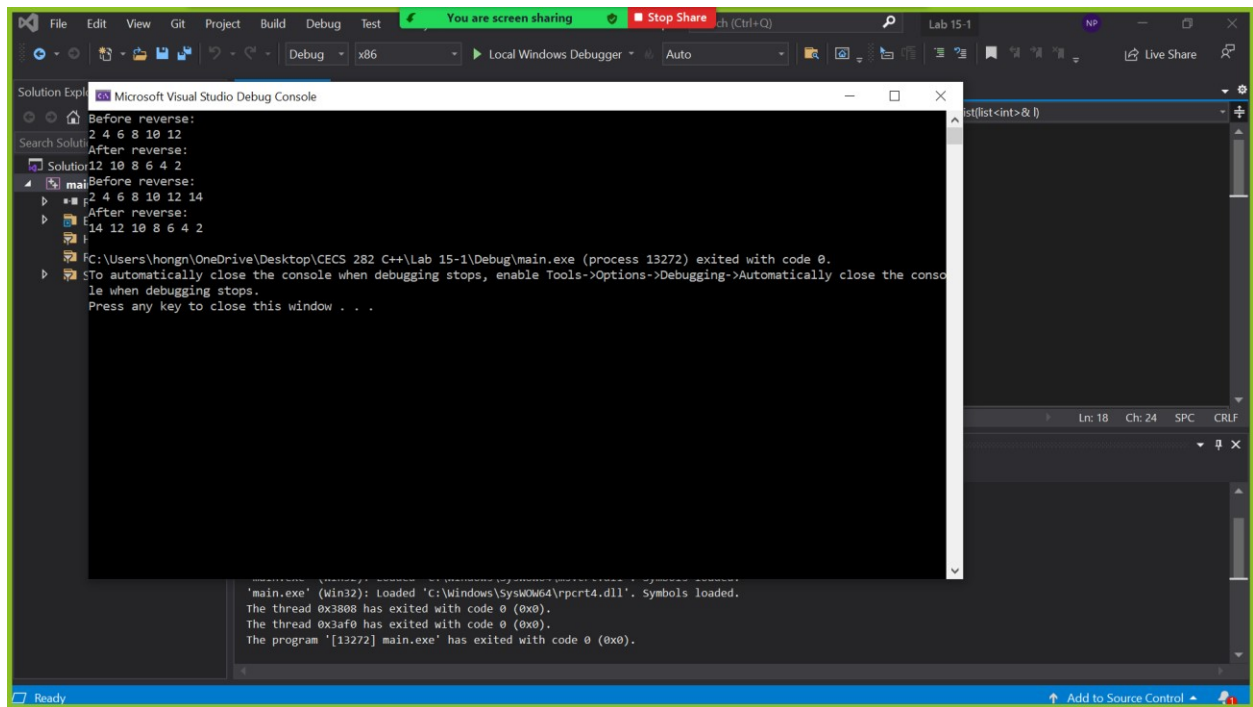 File Edit View Git Project Build Debug Test
You are screen sharing
Stop Share
ch (Ctrl+Q)
Lab 15-1
NP
Debug
x86
Local Windows Debugger
Auto
Live Share
Solution Expl
Microsoft Visual Studio Debug Console
ist(list<int>& l)
Search Soluti
Solution
mai
Before reverse:
2 4 6 8 10 12
After reverse:
12 10 8 6 4 2
Before reverse:
2 4 6 8 10 12 14
After reverse:
14 12 10 8 6 4 2
C:\Users\hongn\OneDrive\Desktop\CECS 282 C++\Lab 15-1\Debug\main.exe (process 13272) exited with code 0.
To automatically close the console when debugging stops, enable Tools->Options->Debugging->Automatically close the conso
le when debugging stops.
Press any key to close this window . . .
Ln: 18 Ch: 24 SPC CRLF
'main.exe' (Win32): Loaded 'C:\Windows\SysWOW64\rpcrt4.dll'. Symbols loaded.
The thread 0x3808 has exited with code 0 (0x0).
The thread 0x3af0 has exited with code 0 (0x0).
The program '[13272] main.exe' has exited with code 0 (0x0).
Ready
Add to Source Control
1